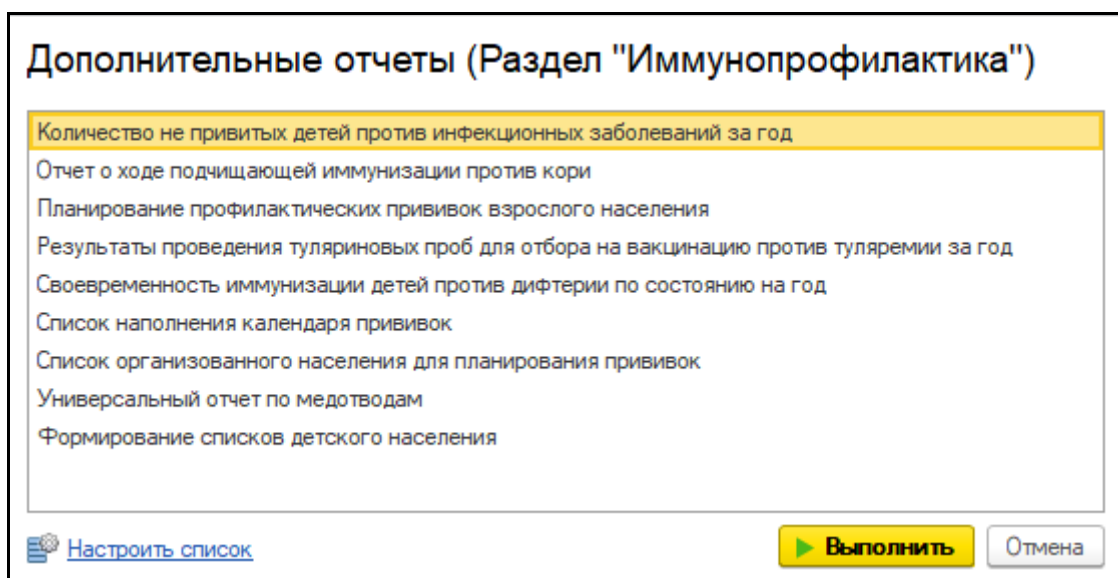 Дополнительные отчеты (Раздел "Иммунопрофилактика")
Количество не привитых детей против инфекционных заболеваний за год
Отчет о ходе подчищающей иммунизации против кори
Планирование профилактических прививок взрослого населения
Результаты проведения туляриновых проб для отбора на вакцинацию против туляремии за год
Своевременность иммунизации детей против дифтерии по состоянию на год
Список наполнения календаря прививок
Список организованного населения для планирования прививок
Универсальный отчет по медотводам
Формирование списков детского населения
Настроить список
Выполнить
Отмена